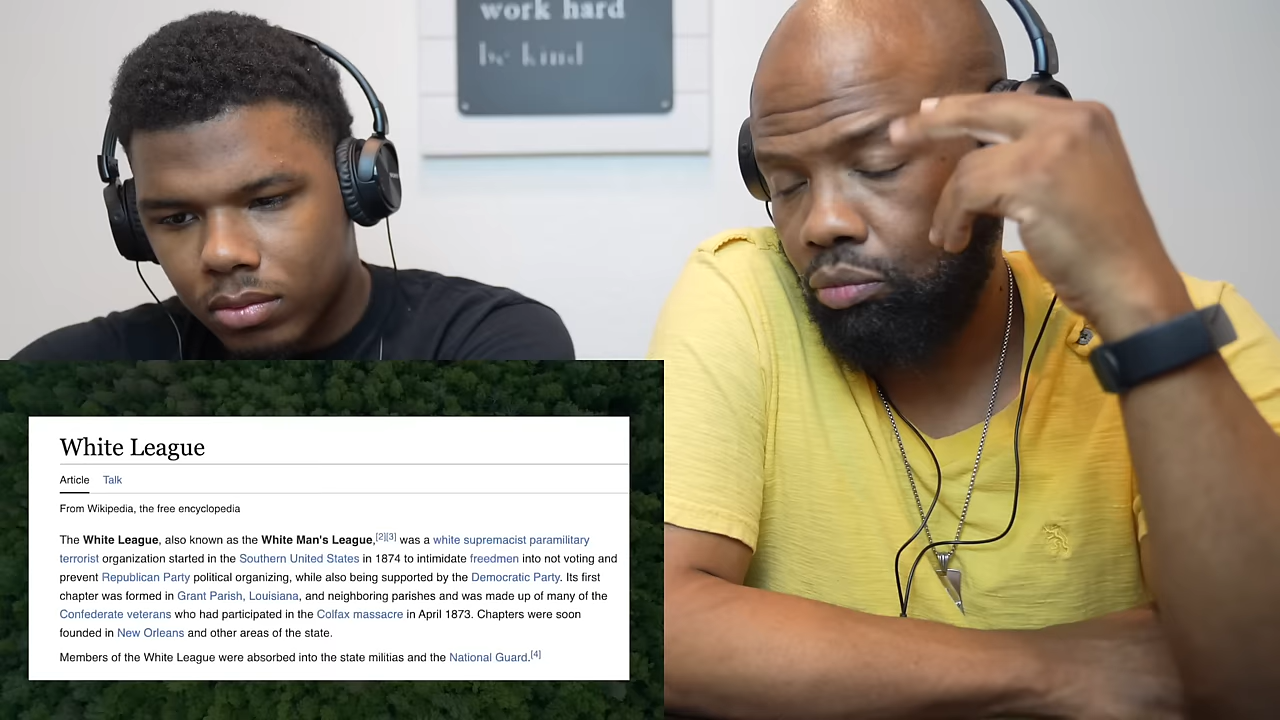 work hard
be kind
White League
Article Talk
From Wikipedia, the free encyclopedia
The White League, also known as the White Man's League,[2][3] was a white supremacist paramilitary
terrorist organization started in the Southern United States in 1874 to intimidate freedmen into not voting and
prevent Republican Party political organizing, while also being supported by the Democratic Party. Its first
chapter was formed in Grant Parish, Louisiana, and neighboring parishes and was made up of many of the
Confederate veterans who had participated in the Colfax massacre in April 1873. Chapters were soon
founded in New Orleans and other areas of the state.
Members of the White League were absorbed into the state militias and the National Guard.[4]